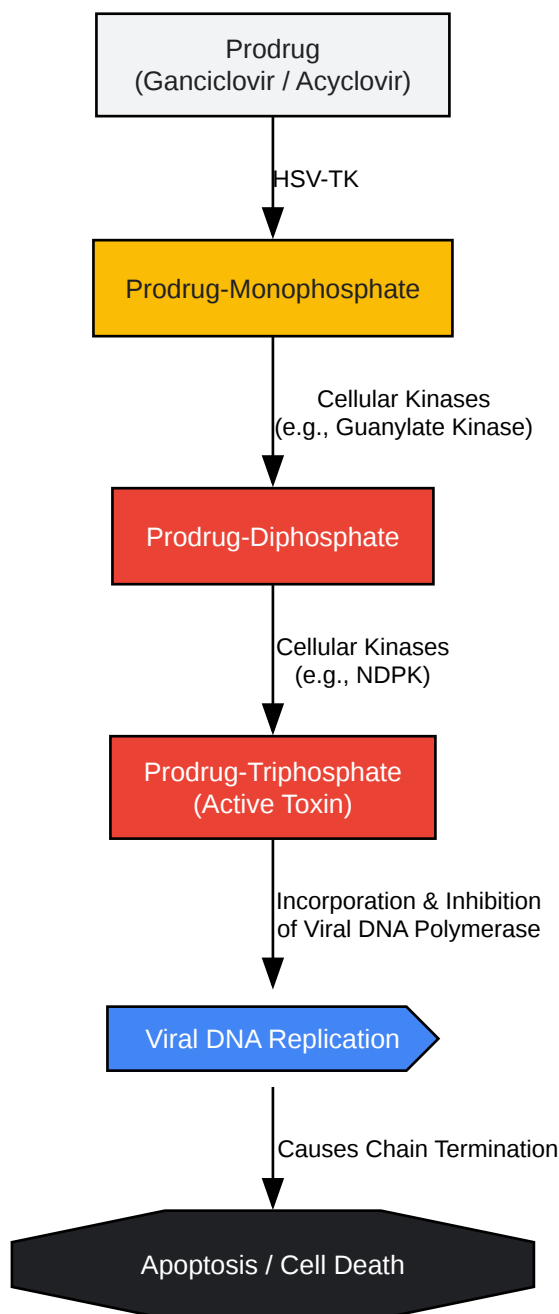 Prodrug
(Ganciclovir / Acyclovir)
HSV-TK
Prodrug-Monophosphate
Cellular Kinases
(e.g., Guanylate Kinase)
Prodrug-Diphosphate
Cellular Kinases
(e.g., NDPK)
Prodrug-Triphosphate
(Active Toxin)
Incorporation & Inhibition
of Viral DNA Polymerase
Viral DNA Replication
Causes Chain Termination
Apoptosis / Cell Death